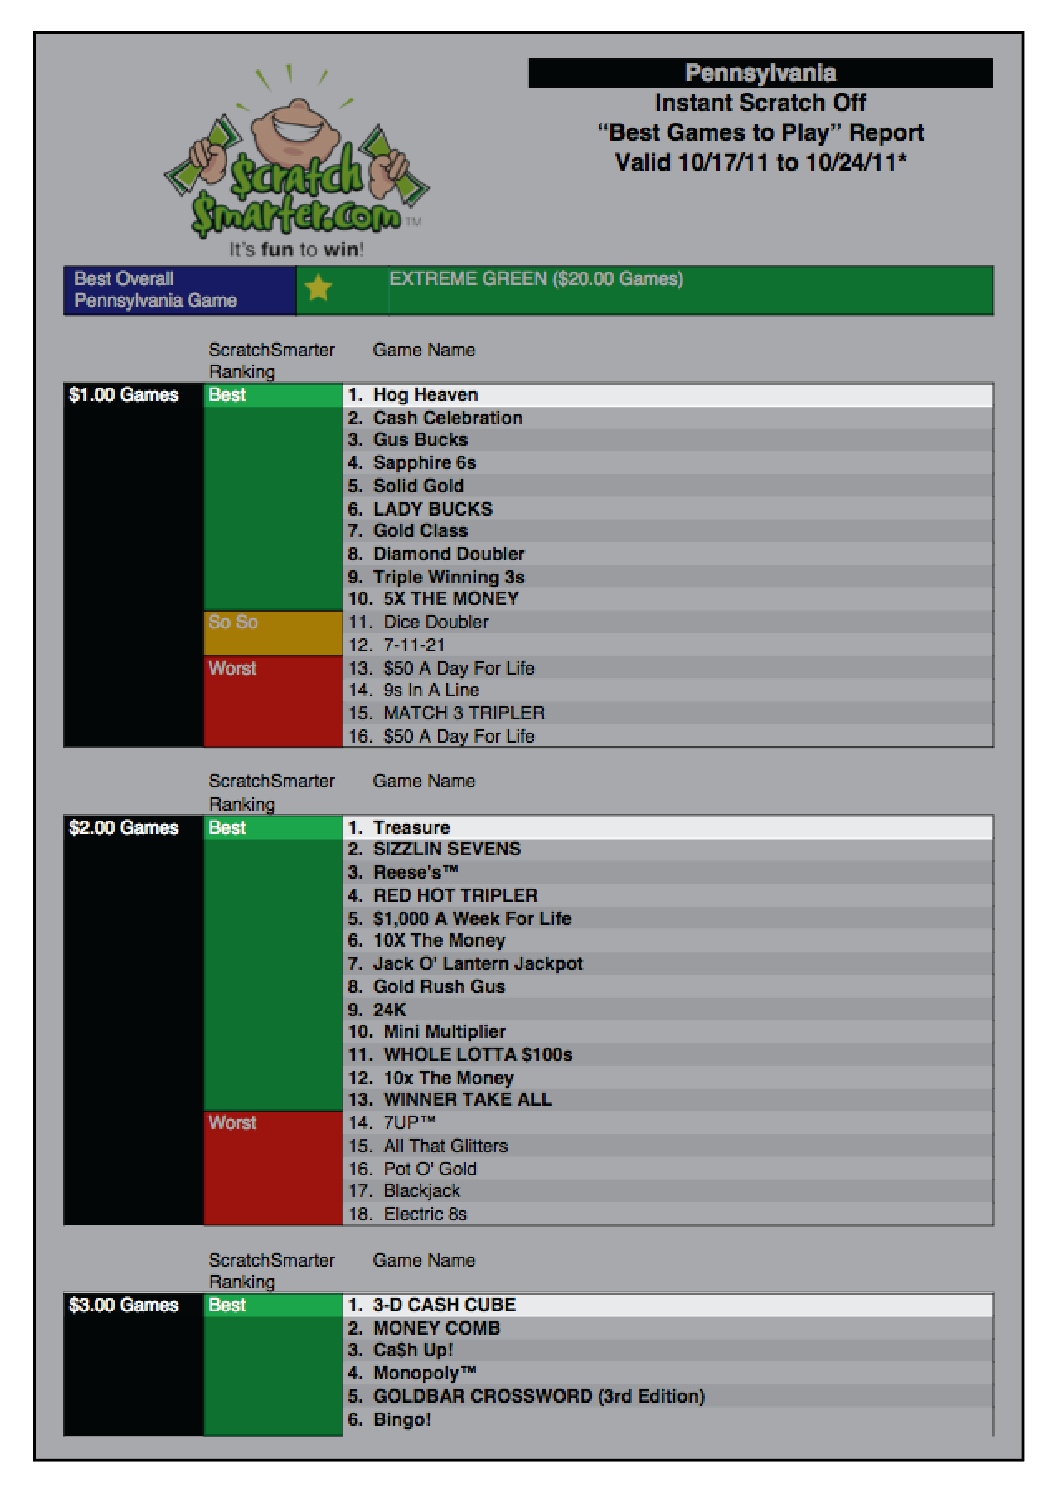 Pennsylvania
Instant Scratch Off
“Best Games to Play” Report
Valid 10/17/11 to 10/24/11*
$cratch
$marter.com™
It's fun to win!
Best Overall
Pennsylvania Game
EXTREME GREEN ($20.00 Games)
ScratchSmarter Game Name
Ranking
$1.00 Games Best 1. Hog Heaven
2. Cash Celebration
3. Gus Bucks
4. Sapphire 6s
5. Solid Gold
6. LADY BUCKS
7. Gold Class
8. Diamond Doubler
9. Triple Winning 3s
10. 5X THE MONEY
So So 11. Dice Doubler
12. 7-11-21
Worst 13. $50 A Day For Life
14. 9s In A Line
15. MATCH 3 TRIPLER
16. $50 A Day For Life
ScratchSmarter Game Name
Ranking
$2.00 Games Best 1. Treasure
2. SIZZLIN SEVENS
3. Reese's™
4. RED HOT TRIPLER
5. $1,000 A Week For Life
6. 10X The Money
7. Jack O' Lantern Jackpot
8. Gold Rush Gus
9. 24K
10. Mini Multiplier
11. WHOLE LOTTA $100s
12. 10x The Money
13. WINNER TAKE ALL
Worst 14. 7UP™
15. All That Glitters
16. Pot O' Gold
17. Blackjack
18. Electric 8s
ScratchSmarter Game Name
Ranking
$3.00 Games Best 1. 3-D CASH CUBE
2. MONEY COMB
3. Ca$h Up!
4. Monopoly™
5. GOLDBAR CROSSWORD (3rd Edition)
6. Bingo!